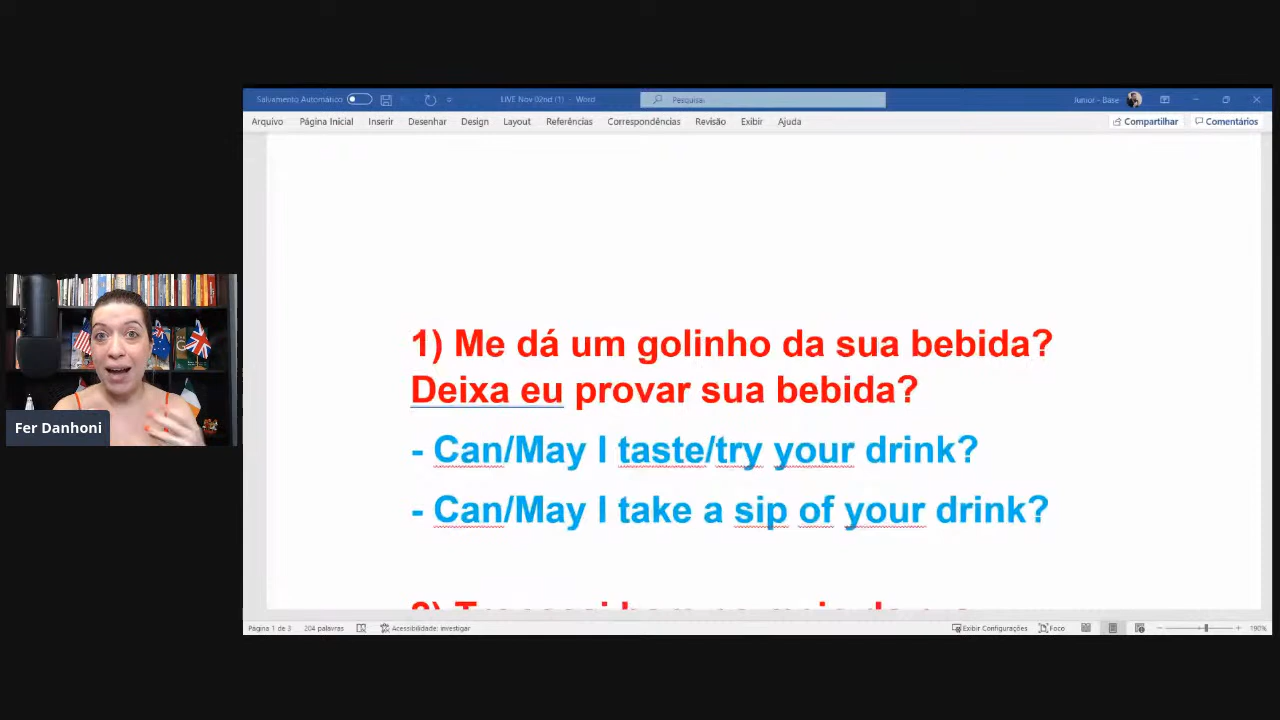 Salvamento Automático
LIVE Nov 02nd (1) - Word
Pesquisar
Junior - Base
Arquivo Página Inicial Inserir Desenhar Design Layout Referências Correspondências Revisão Exibir Ajuda
Compartilhar Comentários
1) Me dá um golinho da sua bebida?
Deixa eu provar sua bebida?
- Can/May I taste/try your drink?
- Can/May I take a sip of your drink?
Fer Danhoni
Página 1 de 3 204 palavras Acessibilidade: investigar
Exibir Configurações Foco 190%